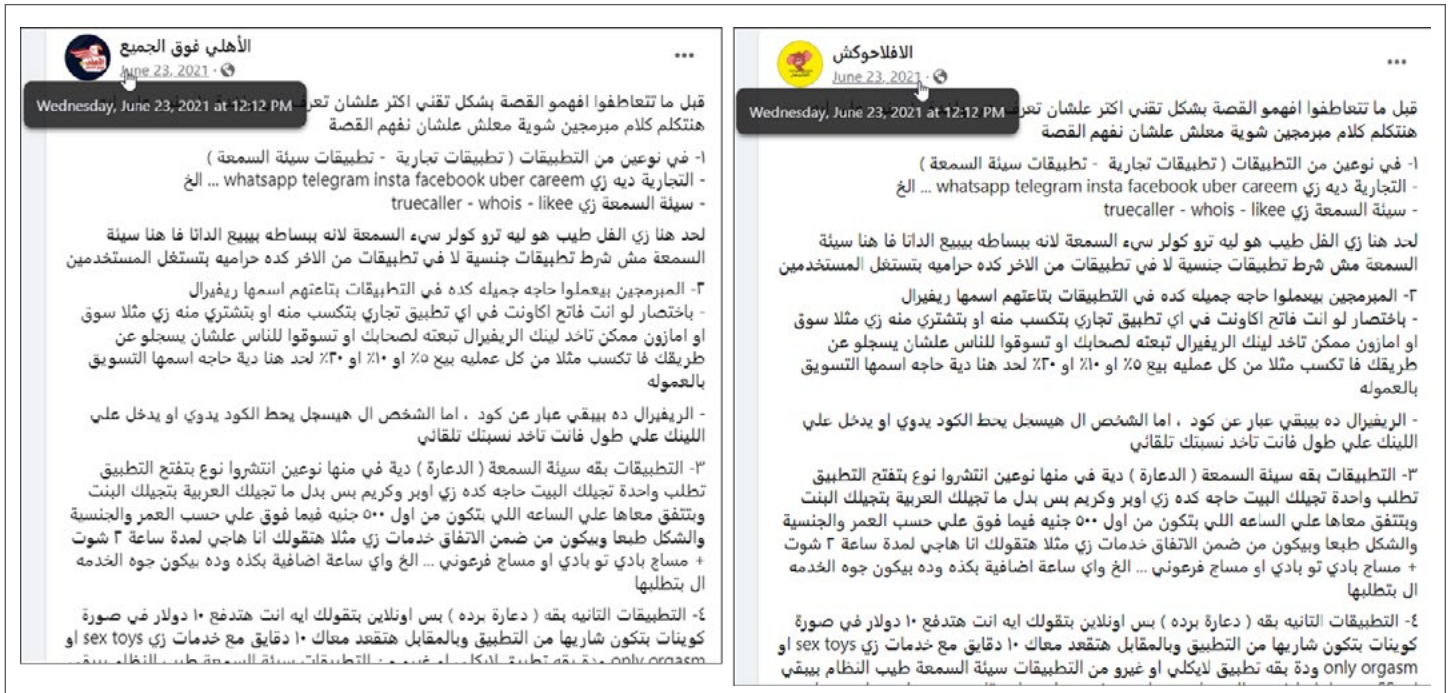 الأهلي فوق الجميع
June 23, 2021
Wednesday, June 23, 2021 at 12:12 PM
قبل ما تتعاطفوا افهمو القصة بشكل تقني اكتر علشان
هنتكلم كلام مبرمجين شوية معلش علشان نفهم القصة
١- في نوعين من التطبيقات ( تطبيقات تجارية - تطبيقات سيئة السمعة )
- التجارية ديه زي whatsapp telegram insta facebook uber careem ... الخ
- سيئة السمعة زي truecaller - whois - likee
لحد هنا زي الفل طيب هو ليه ترو كولر سيء السمعة لانه ببساطه بيبيع الداتا فا هنا سيئة
السمعة مش شرط تطبيقات جنسية لا في تطبيقات من الاخر كده حراميه بتستغل المستخدمين
٢- المبرمجين بيعملوا حاجه جميله كده في التطبيقات بتاعتهم اسمها ريفيرال
- باختصار لو انت فاتح اكاونت في اي تطبيق تجاري بتكسب منه او بتشتري منه زي مثلا سوق
او امازون ممكن تاخد لينك الريفيرال تبعته لصحابك او تسوقوا للناس علشان يسجلو عن
طريقك فا تكسب مثلا من كل عمليه بيع ٥٪ او ١٠٪ او ٢٠٪ لحد هنا دية حاجه اسمها التسويق
بالعموله
- الريفيرال ده بيبقي عبار عن كود ، اما الشخص ال هيسجل يحط الكود يدوي او يدخل علي
اللينك علي طول فانت تاخد نسبتك تلقائي
٣- التطبيقات بقه سيئة السمعة ( الدعارة ) دية في منها نوعين انتشروا نوع بتفتح التطبيق
تطلب واحدة تجيلك البيت حاجه كده زي اوبر وكريم بس بدل ما تجيلك العربية بتجيلك البنت
وبتتفق معاها علي الساعه اللي بتكون من اول ٥٠٠ جنيه فيما فوق علي حسب العمر والجنسية
والشكل طبعا وبيكون من ضمن الاتفاق خدمات زي مثلا هتقولك انا هاجي لمدة ساعة ٢ شوت
+ مساج بادي تو بادي او مساج فرعوني ... الخ واي ساعة اضافية بكذه وده بيكون جوه الخدمه
ال بتطلبها
٤- التطبيقات التانيه بقه ( دعارة برده ) بس اونلاين بتقولك ايه انت هتدفع ١٠ دولار في صورة
كوينات بتكون شاريها من التطبيق وبالمقابل هتقعد معاك ١٠ دقايق مع خدمات زي sex toys او
only orgasm ودة بقه تطبيق لايكلي او غيرو من التطبيقات سيئة السمعة طيب النظام بيبقي
الافلاحوكش
June 23, 2021
Wednesday, June 23, 2021 at 12:12 PM
قبل ما تتعاطفوا افهمو القصة بشكل تقني اكتر علشان
هنتكلم كلام مبرمجين شوية معلش علشان نفهم القصة
١- في نوعين من التطبيقات ( تطبيقات تجارية - تطبيقات سيئة السمعة )
- التجارية ديه زي whatsapp telegram insta facebook uber careem ... الخ
- سيئة السمعة زي truecaller - whois - likee
لحد هنا زي الفل طيب هو ليه ترو كولر سيء السمعة لانه ببساطه بيبيع الداتا فا هنا سيئة
السمعة مش شرط تطبيقات جنسية لا في تطبيقات من الاخر كده حراميه بتستغل المستخدمين
٢- المبرمجين بيعملوا حاجه جميله كده في التطبيقات بتاعتهم اسمها ريفيرال
- باختصار لو انت فاتح اكاونت في اي تطبيق تجاري بتكسب منه او بتشتري منه زي مثلا سوق
او امازون ممكن تاخد لينك الريفيرال تبعته لصحابك او تسوقوا للناس علشان يسجلو عن
طريقك فا تكسب مثلا من كل عمليه بيع ٥٪ او ١٠٪ او ٢٠٪ لحد هنا دية حاجه اسمها التسويق
بالعموله
- الريفيرال ده بيبقي عبار عن كود ، اما الشخص ال هيسجل يحط الكود يدوي او يدخل علي
اللينك علي طول فانت تاخد نسبتك تلقائي
٣- التطبيقات بقه سيئة السمعة ( الدعارة ) دية في منها نوعين انتشروا نوع بتفتح التطبيق
تطلب واحدة تجيلك البيت حاجه كده زي اوبر وكريم بس بدل ما تجيلك العربية بتجيلك البنت
وبتتفق معاها علي الساعه اللي بتكون من اول ٥٠٠ جنيه فيما فوق علي حسب العمر والجنسية
والشكل طبعا وبيكون من ضمن الاتفاق خدمات زي مثلا هتقولك انا هاجي لمدة ساعة ٢ شوت
+ مساج بادي تو بادي او مساج فرعوني ... الخ واي ساعة اضافية بكذه وده بيكون جوه الخدمه
ال بتطلبها
٤- التطبيقات التانيه بقه ( دعارة برده ) بس اونلاين بتقولك ايه انت هتدفع ١٠ دولار في صورة
كوينات بتكون شاريها من التطبيق وبالمقابل هتقعد معاك ١٠ دقايق مع خدمات زي sex toys او
only orgasm ودة بقه تطبيق لايكلي او غيرو من التطبيقات سيئة السمعة طيب النظام بيبقي